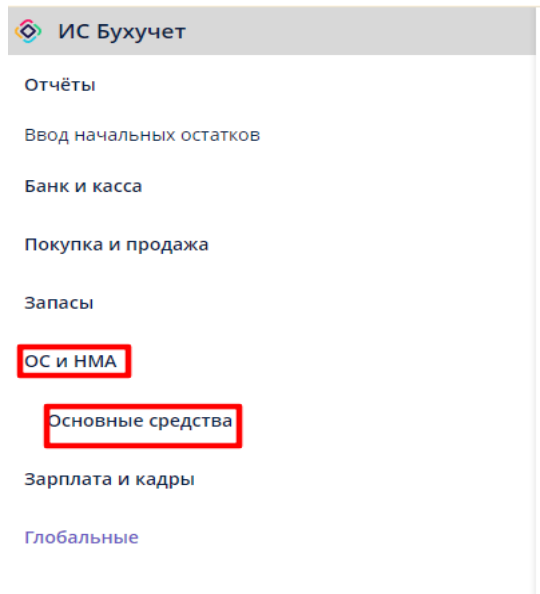 ИС Бухучет
Отчёты
Ввод начальных остатков
Банк и касса
Покупка и продажа
Запасы
ОС и НМА
Основные средства
Зарплата и кадры
Глобальные